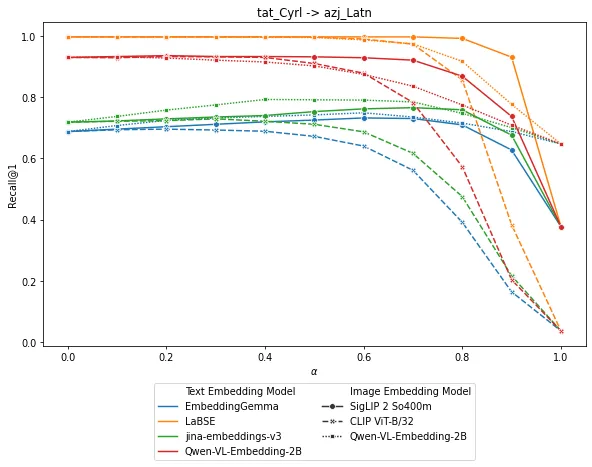 tat_Cyrl -> azj_Latn
Recall@1
1.0
0.8
0.6
0.4
0.2
0.0
0.0 0.2 0.4 0.6 0.8 1.0
α
Text Embedding Model Image Embedding Model
EmbeddingGemma SigLIP 2 So400m
LaBSE CLIP ViT-B/32
jina-embeddings-v3 Qwen-VL-Embedding-2B
Qwen-VL-Embedding-2B